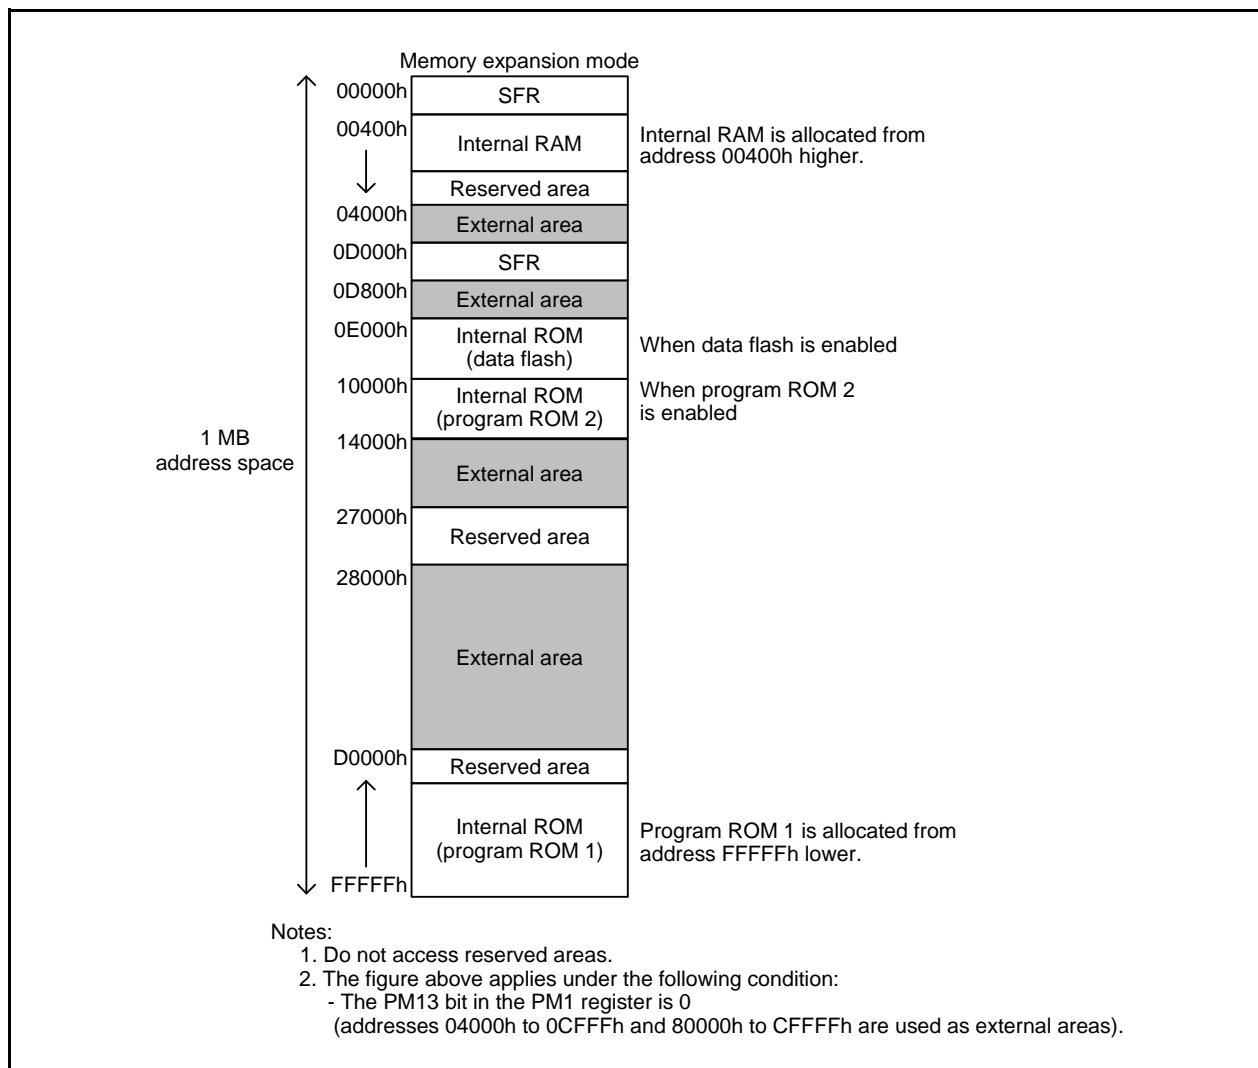 Memory expansion mode
00000h
SFR
00400h
Internal RAM
Internal RAM is allocated from
address 00400h higher.
Reserved area
04000h
External area
0D000h
SFR
0D800h
External area
0E000h
Internal ROM
(data flash)
When data flash is enabled
10000h
Internal ROM
(program ROM 2)
When program ROM 2
is enabled
14000h
1 MB
address space
External area
27000h
Reserved area
28000h
External area
D0000h
Reserved area
Internal ROM
(program ROM 1)
Program ROM 1 is allocated from
address FFFFFh lower.
FFFFFh
Notes:
1. Do not access reserved areas.
2. The figure above applies under the following condition:
- The PM13 bit in the PM1 register is 0
(addresses 04000h to 0CFFFh and 80000h to CFFFFh are used as external areas).